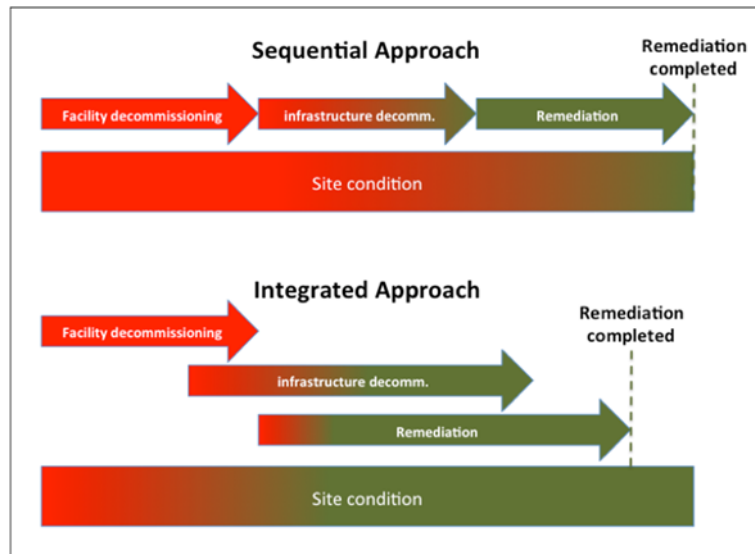 Sequential Approach
Remediation
completed
Facility decommissioning
infrastructure decomm.
Remediation
Site condition
Integrated Approach
Facility decommissioning
Remediation
completed
infrastructure decomm.
Remediation
Site condition